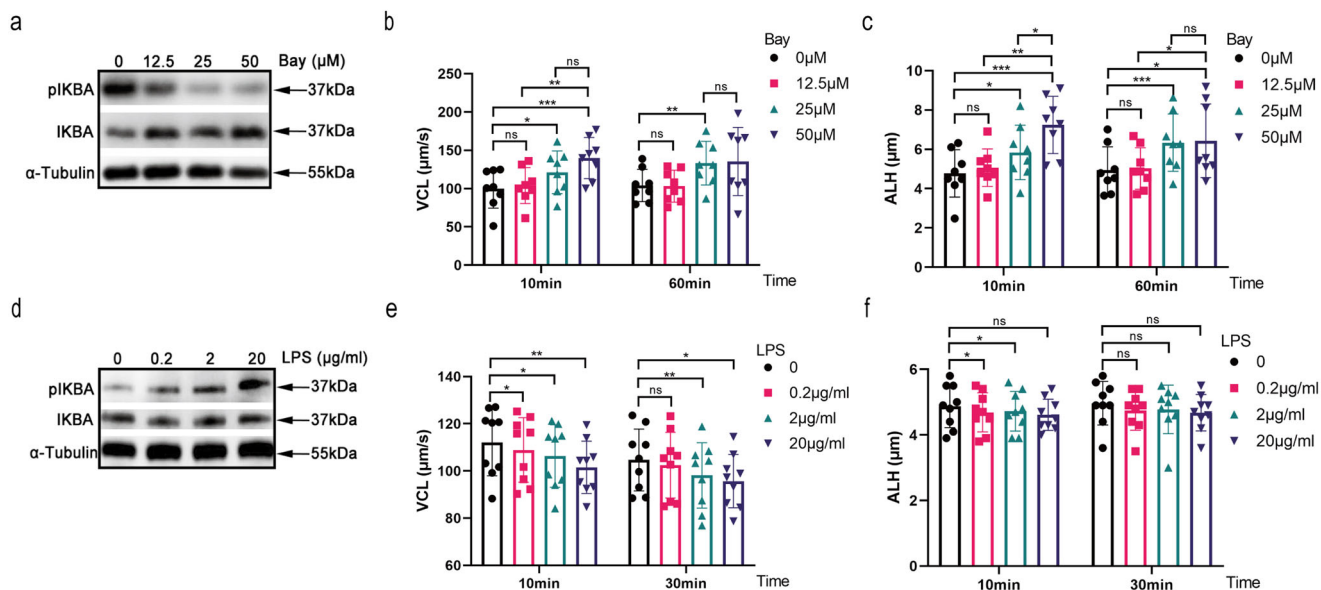 a
0 12.5 25 50 Bay (μM)
pIKBA 37kDa
IKBA 37kDa
α-Tubulin 55kDa
b
VCL (μm/s)
250
200
150
100
50
0
ns
**
***
*
ns
**
ns
ns
10min 60min Time
Bay
0μM
12.5μM
25μM
50μM
c
ALH (μm)
10
8
6
4
2
0
*
**
***
*
ns
ns
*
*
***
ns
10min 60min Time
Bay
0μM
12.5μM
25μM
50μM
d
0 0.2 2 20 LPS (μg/ml)
pIKBA 37kDa
IKBA 37kDa
α-Tubulin 55kDa
e
VCL (μm/s)
140
120
100
80
60
**
*
*
*
**
ns
10min 30min Time
LPS
0
0.2μg/ml
2μg/ml
20μg/ml
f
ALH (μm)
8
6
4
2
0
ns
*
*
ns
ns
ns
10min 30min Time
LPS
0
0.2μg/ml
2μg/ml
20μg/ml